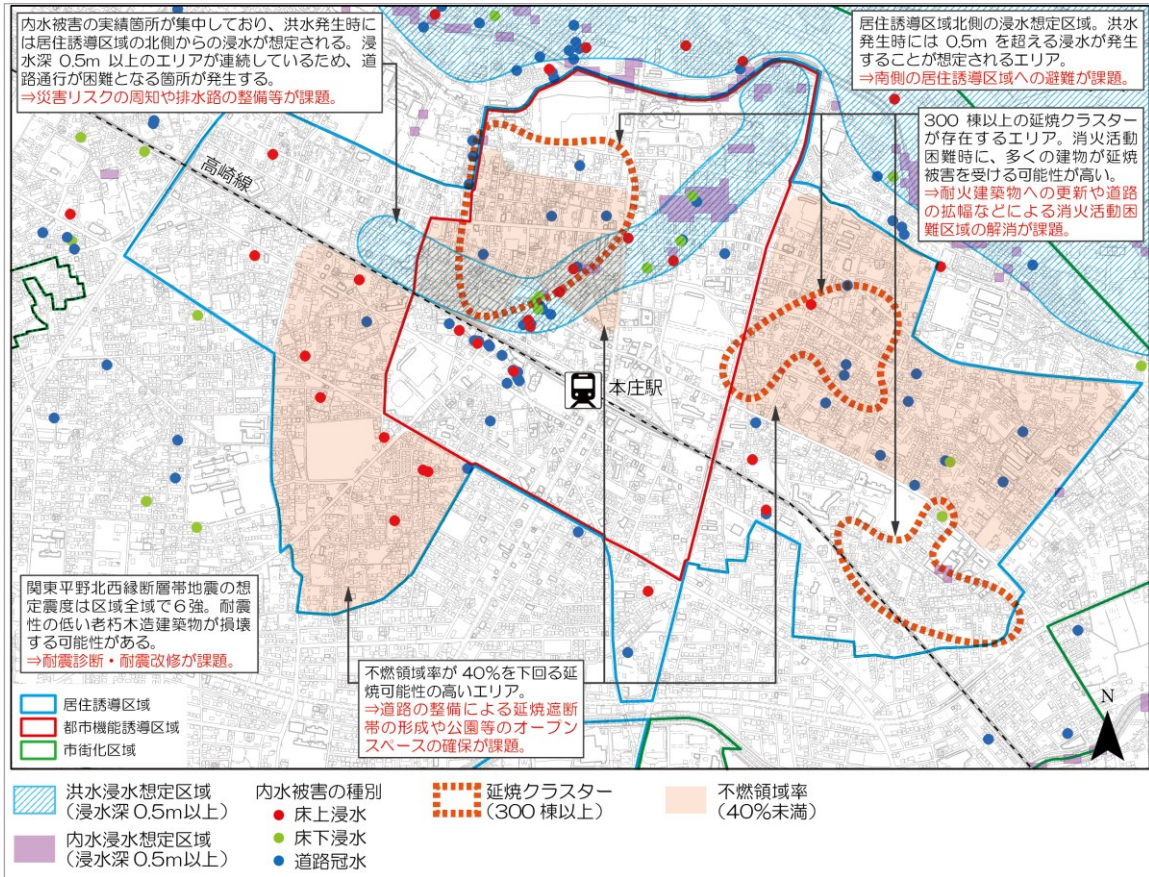 内水被害の実績箇所が集中しており、洪水発生時に
は居住誘導区域の北側からの浸水が想定される。浸
水深 0.5m 以上のエリアが連続しているため、道
路通行が困難となる箇所が発生する。
⇒災害リスクの周知や排水路の整備等が課題。
居住誘導区域北側の浸水想定区域。洪水
発生時には 0.5m を超える浸水が発生
することが想定されるエリア。
⇒南側の居住誘導区域への避難が課題。
300 棟以上の延焼クラスター
が存在するエリア。消火活動
困難時に、多くの建物が延焼
被害を受ける可能性が高い。
⇒耐火建築物への更新や道路
の拡幅などによる消火活動困
難区域の解消が課題。
高崎線
本庄駅
関東平野北西縁断層帯地震の想
定震度は区域全域で6強。耐震
性の低い老朽木造建築物が損壊
する可能性がある。
⇒耐震診断・耐震改修が課題。
不燃領域率が 40%を下回る延
焼可能性の高いエリア。
⇒道路の整備による延焼遮断
帯の形成や公園等のオープン
スペースの確保が課題。
居住誘導区域
都市機能誘導区域
市街化区域
N
洪水浸水想定区域
（浸水深 0.5m以上）
内水浸水想定区域
（浸水深 0.5m以上）
内水被害の種別
床上浸水
床下浸水
道路冠水
延焼クラスター
（300 棟以上）
不燃領域率
（40%未満）